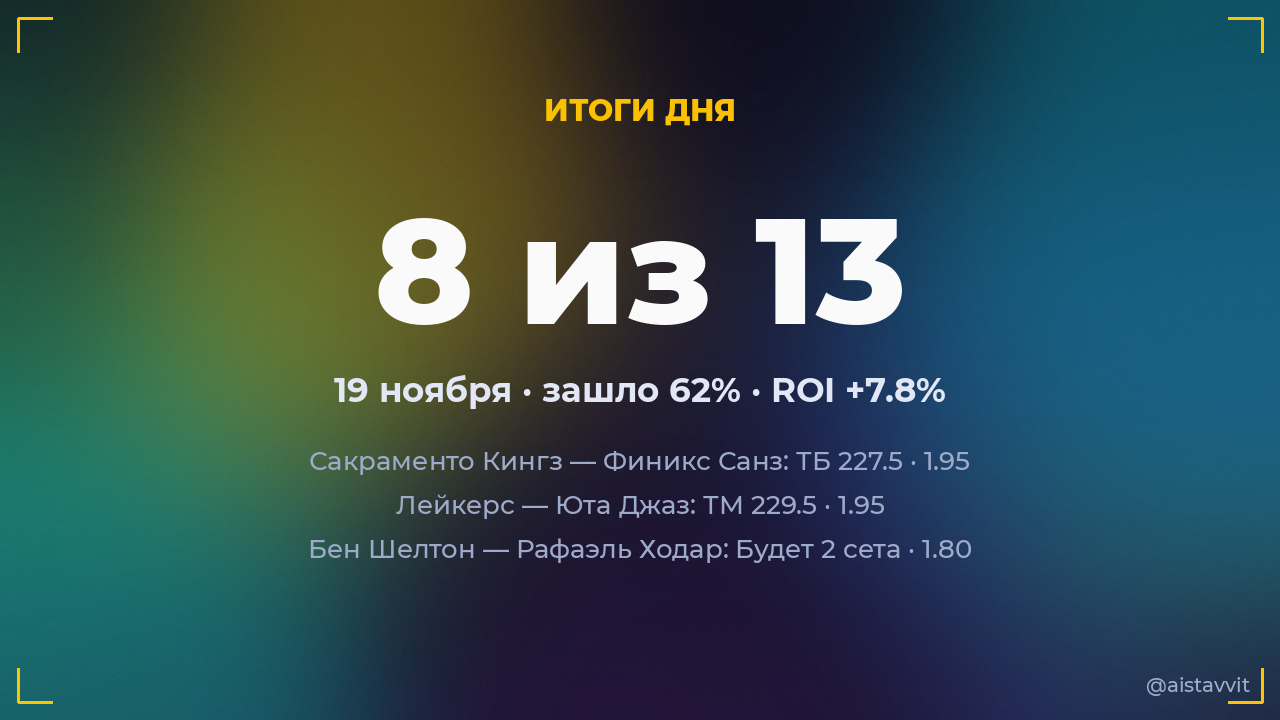 ИТОГИ ДНЯ
8 из 13
19 ноября · зашло 62% · ROI +7.8%
Сакраменто Кингз — Финикс Санз: ТБ 227.5 · 1.95
Лейкерс — Юта Джаз: ТМ 229.5 · 1.95
Бен Шелтон — Рафаэль Ходар: Будет 2 сета · 1.80
@aistavvit